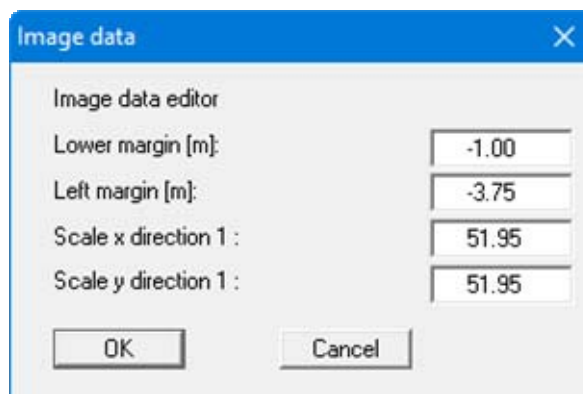 Image data
Image data editor
Lower margin [m]: -1.00
Left margin [m]: -3.75
Scale x direction 1 : 51.95
Scale y direction 1 : 51.95
OK Cancel